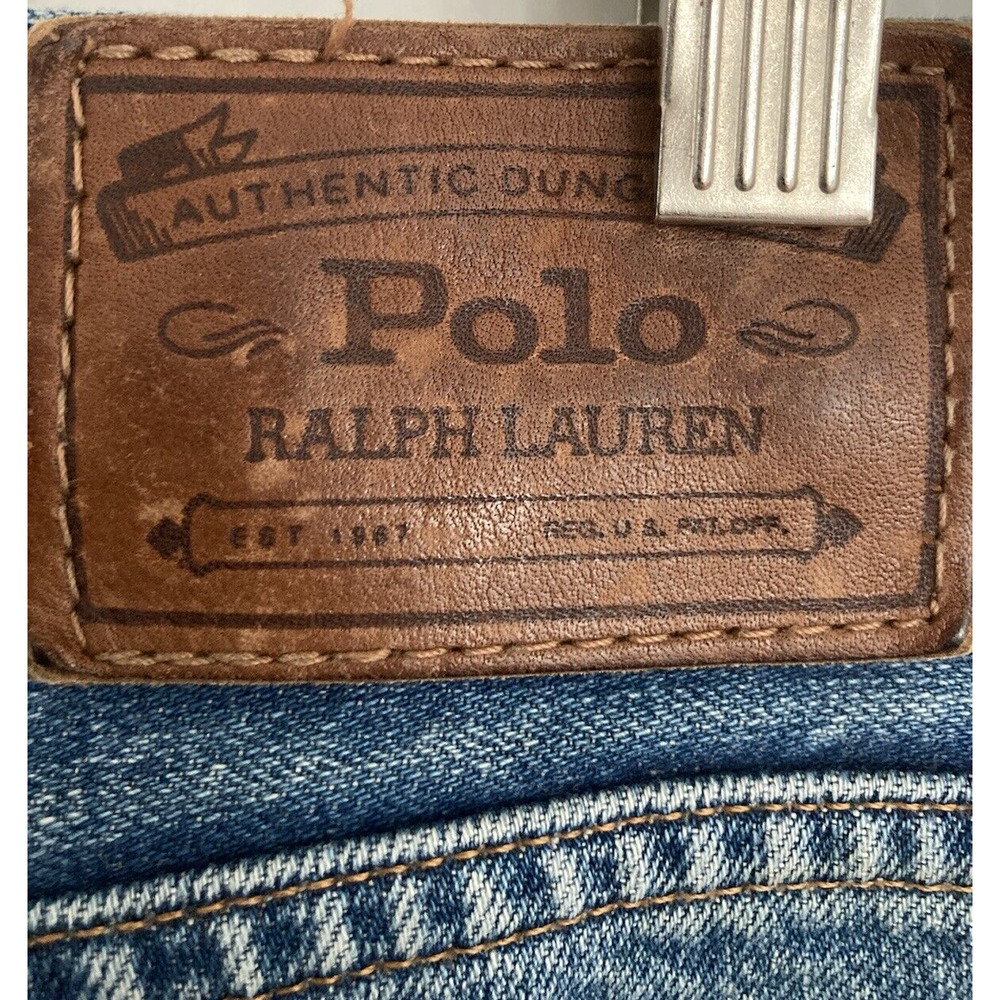 AUTHENTIC DUNG
Polo
RALPH LAUREN
EST 1967 REG. U.S. PAT. OFF.